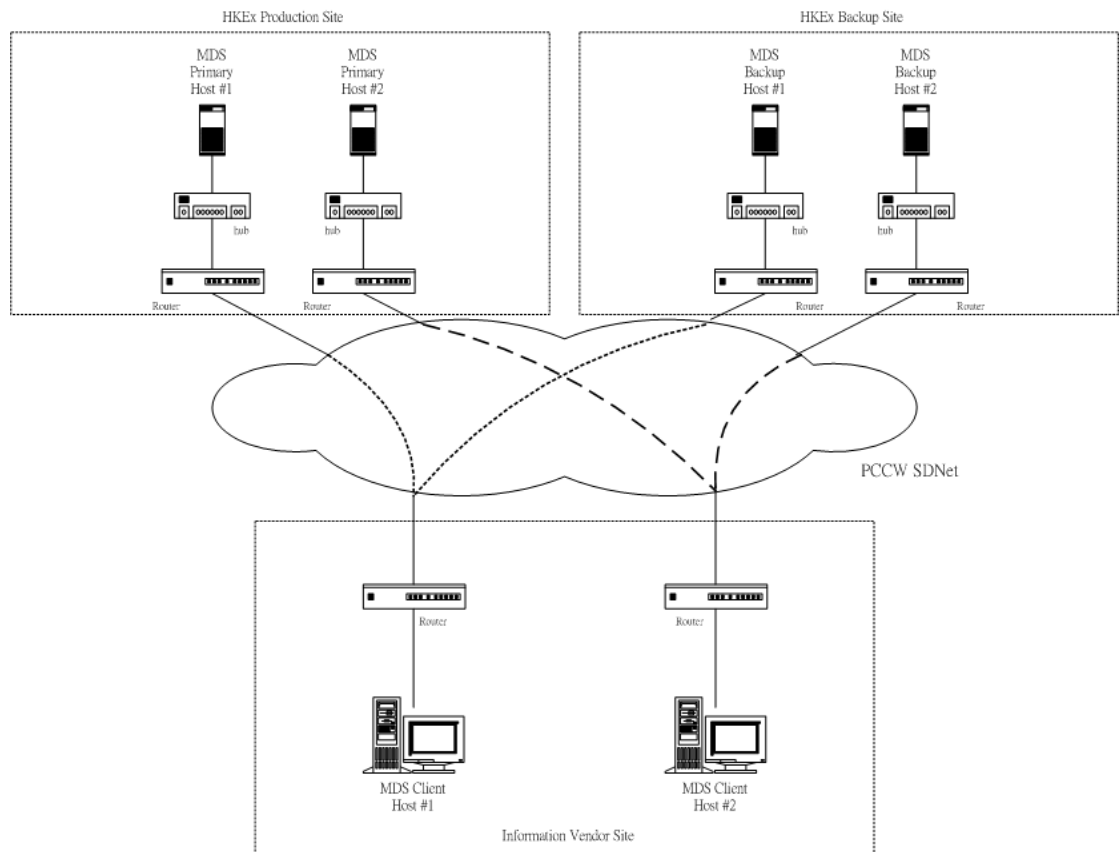 HKEx Production Site
HKEx Backup Site
MDS
Primary
Host #1
MDS
Primary
Host #2
MDS
Backup
Host #1
MDS
Backup
Host #2
hub
hub
hub
hub
Router
Router
Router
Router
PCCW SDNet
Router
Router
MDS Client
Host #1
MDS Client
Host #2
Information Vendor Site